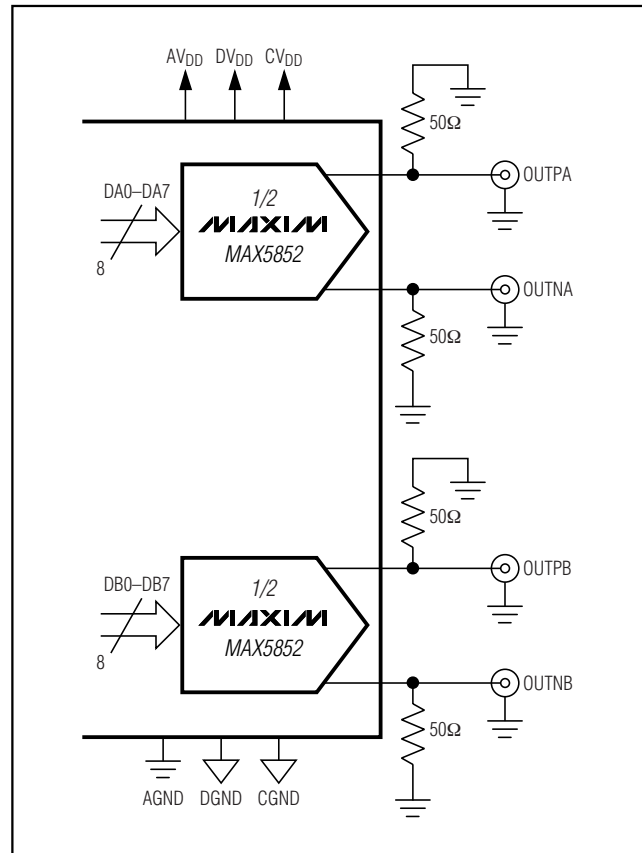 AVDD DVDD CVDD
50Ω
DA0–DA7
1/2
MAXIM
MAX5852
8
OUTPA
OUTNA
50Ω
50Ω
DB0–DB7
1/2
MAXIM
MAX5852
8
OUTPB
OUTNB
50Ω
AGND DGND CGND